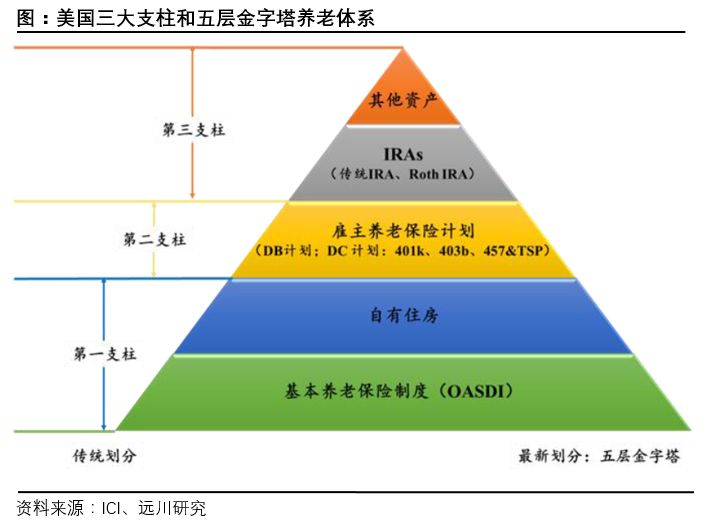 图：美国三大支柱和五层金字塔养老体系
其他资产
第三支柱
IRAs
（传统IRA、Roth IRA）
雇主养老保险计划
第二支柱
（DB计划；DC 计划：401k、403b、457&TSP）
自有住房
第一支柱
基本养老保险制度（OASDI）
传统划分
最新划分：五层金字塔
资料来源：ICI、远川研究